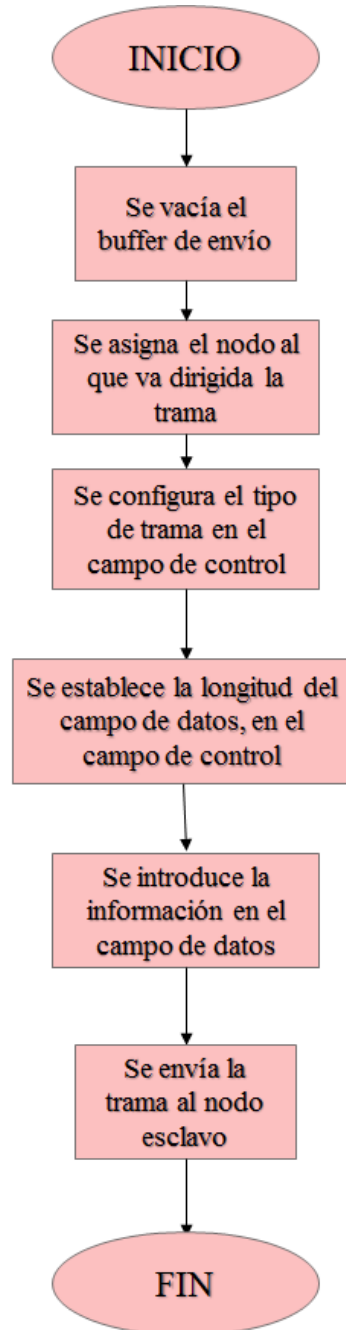 INICIO
Se vacía el
buffer de envío
Se asigna el nodo al
que va dirigida la
trama
Se configura el tipo
de trama en el
campo de control
Se establece la longitud del
campo de datos, en el
campo de control
Se introduce la
información en el
campo de datos
Se envía la
trama al nodo
esclavo
FIN